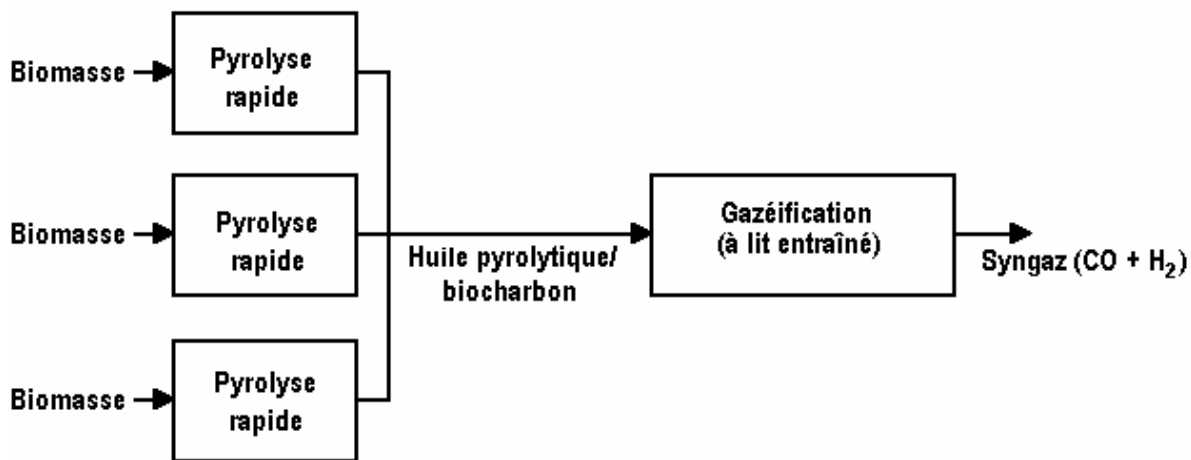 Biomasse
Pyrolyse
rapide
Biomasse
Pyrolyse
rapide
Huile pyrolytique/
biocharbon
Gazéification
(à lit entraîné)
Syngaz (CO + H₂)
Biomasse
Pyrolyse
rapide